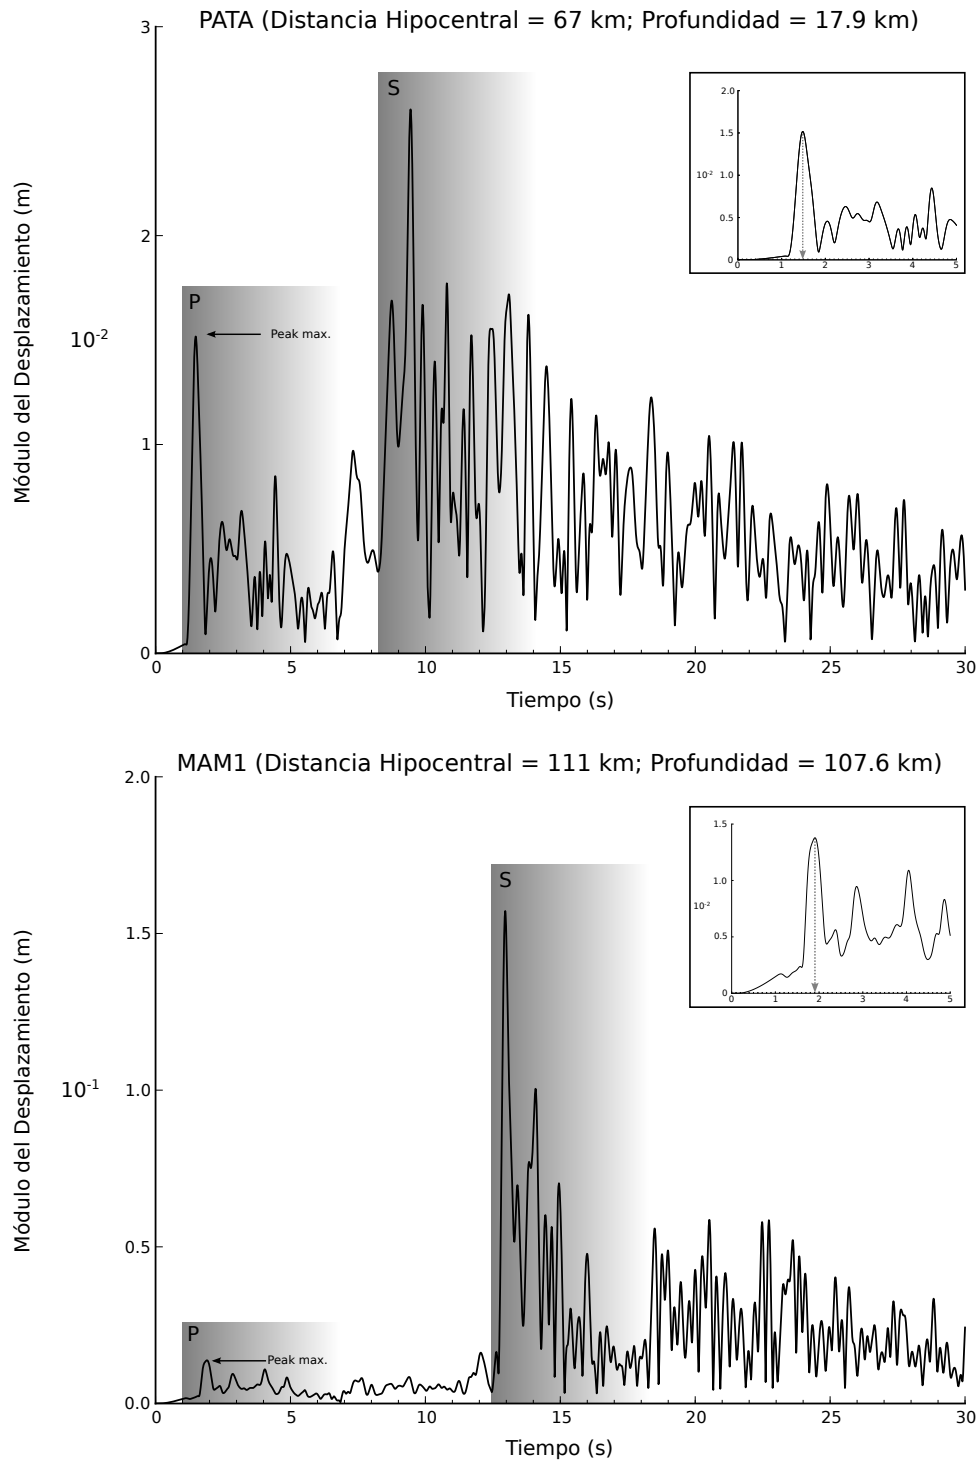 PATA (Distancia Hipocentral = 67 km; Profundidad = 17.9 km)
3
2
1
0
Módulo del Desplazamiento (m)
10-2
S
P
Peak max.
2.0
1.5
10-2 1.0
0.5
0
0 1 2 3 4 5
0 5 10 15 20 25 30
Tiempo (s)
MAM1 (Distancia Hipocentral = 111 km; Profundidad = 107.6 km)
2.0
1.5
1.0
0.5
0.0
Módulo del Desplazamiento (m)
10-1
S
P
Peak max.
1.5
1.0
10-2
0.5
0
0 1 2 3 4 5
0 5 10 15 20 25 30
Tiempo (s)